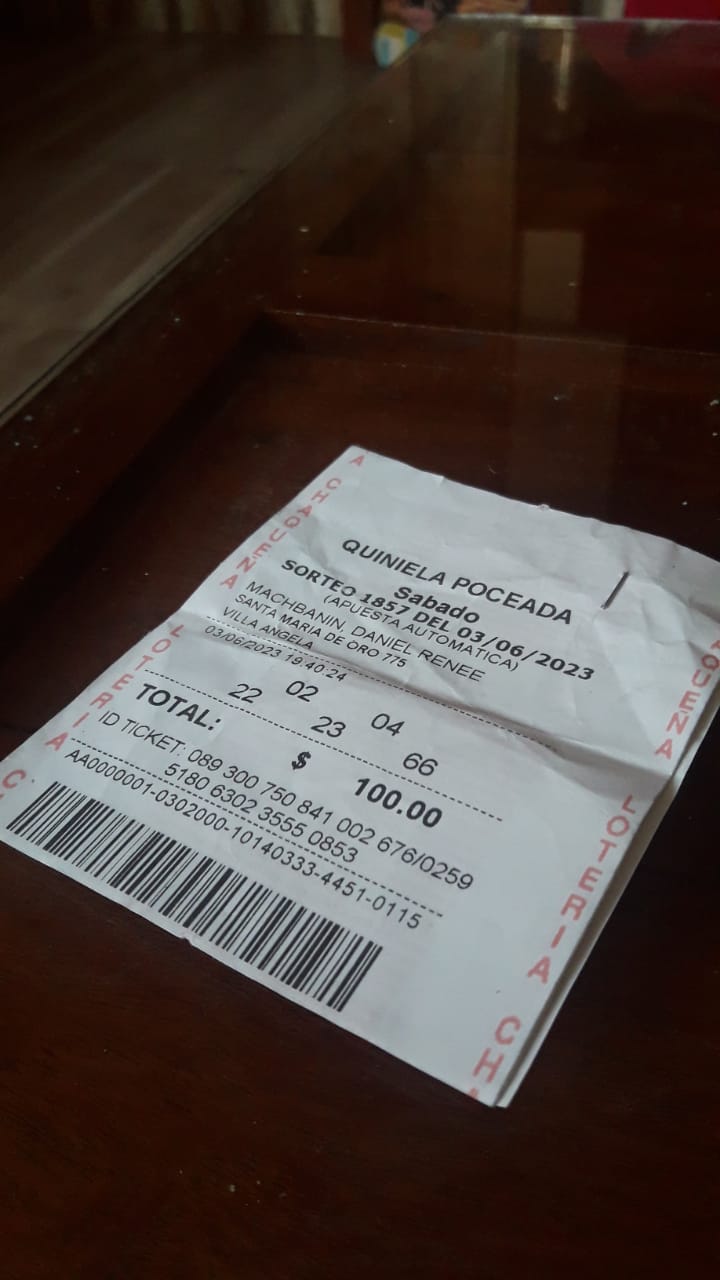 QUINIELA POCEADA
Sabado
SORTEO 1857 DEL 03/06/2023
(APUESTA AUTOMATICA)
MACHBANIN, DANIEL RENEE
SANTA MARIA DE ORO 775
VILLA ANGELA
03/06/2023 19:40:24
02 04
22 23 66
TOTAL: $ 100.00
ID TICKET: 089 300 750 841 002 676/0259
5180 6302 3555 0853
AA0000001-0302000-10140333-4451-0115
A CHAQUEÑA
LOTERIA
C
QUEÑA
LOTERIA CHA